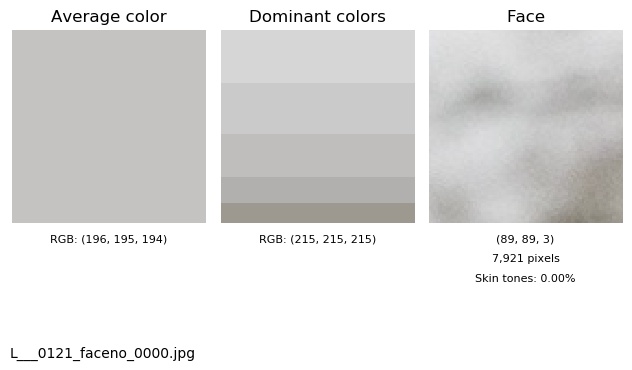 Average color
Dominant colors
Face
RGB: (196, 195, 194)
RGB: (215, 215, 215)
(89, 89, 3)
7,921 pixels
Skin tones: 0.00%
L___0121_faceno_0000.jpg